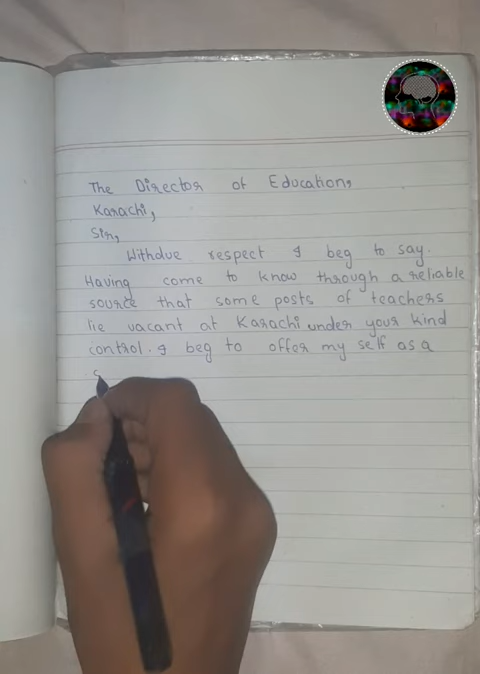 The Director of Education,
Karachi,
Sir,
Withdue respect I beg to say.
Having come to know through a reliable
source that some posts of teachers
lie vacant at Karachi under your kind
control. I beg to offer my self as a
s